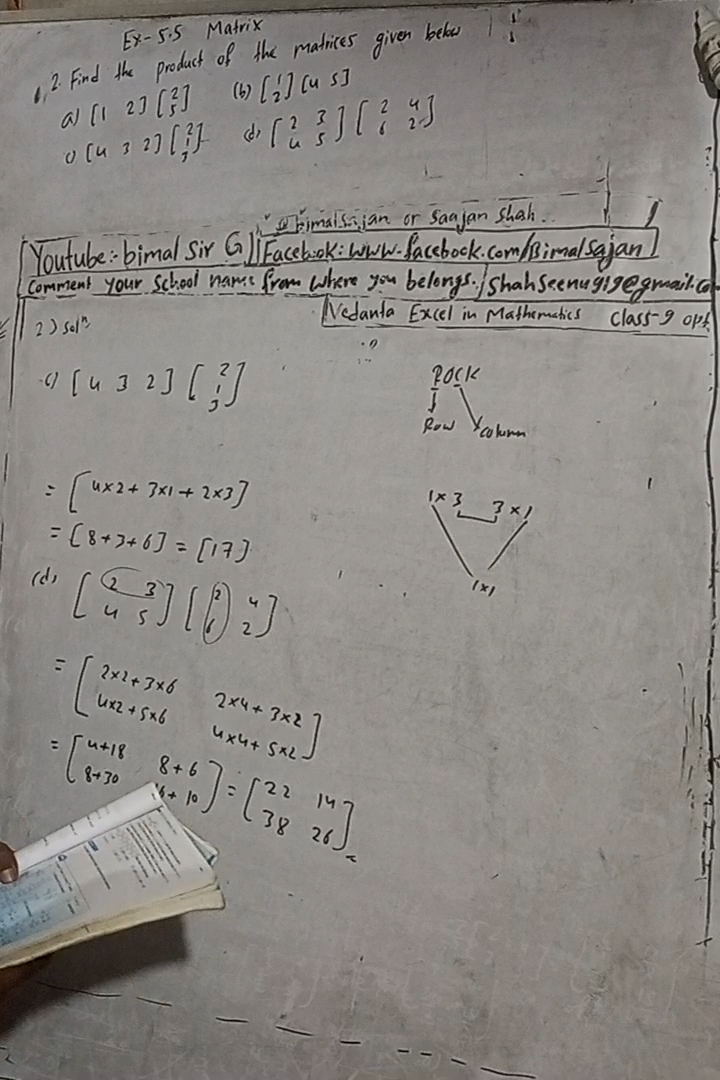 Ex-5.5 Matrix
2. Find the product of the matrices given below
a) [1 2] [2 5] (b) [1 2] [4 5]
c) [4 3 2] [2 1 3] (d) [2 3 4 5] [2 4 6 2]
@bimalsajan or Saajan Shah..
Youtube:- bimal Sir G || Facebook: www.facebook.com/Bimalsajan
Comment your School name from where you belongs. / shahseenu919@gmail.co
Vedanta Excel in Mathematics Class-9 opt
2) solⁿ
c) [4 3 2] [2 1 3]
ROCK
Row column
= [4×2 + 3×1 + 2×3]
1×3 3×1
= [8+3+6] = [17]
1×1
(d) [2 3 4 5] [2 4 6 2]
= [2×2+3×6 2×4+3×2
4×2+5×6 4×4+5×2]
= [4+18 8+6
8+30 + 10] = [22 14
38 26]